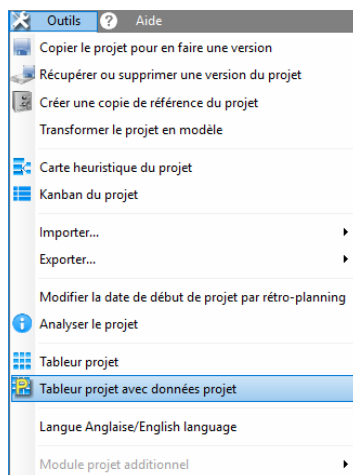 Outils ? Aide
Copier le projet pour en faire une version
Récupérer ou supprimer une version du projet
Créer une copie de référence du projet
Transformer le projet en modèle
Carte heuristique du projet
Kanban du projet
Importer...
Exporter...
Modifier la date de début de projet par rétro-planning
Analyser le projet
Tableur projet
Tableur projet avec données projet
Langue Anglaise/English language
Module projet additionnel